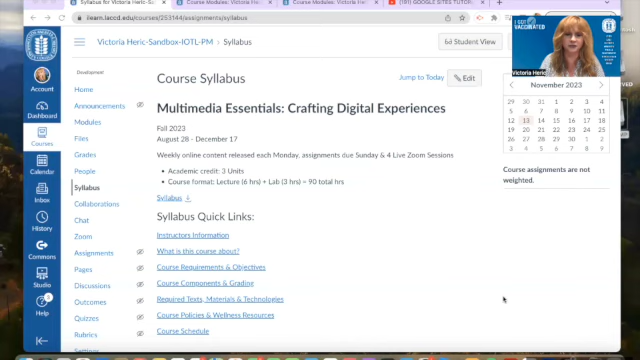 Syllabus for Victoria Heric-San
Course Modules: Victoria Heric-
Course Modules: Victoria Heric-
(181) GOOGLE SITES TUTOR
ilearn.laccd.edu/courses/253144/assignments/syllabus
Victoria Heric-Sandbox-IOTL-PM > Syllabus
Student View
I GOT
VACCINATED
Victoria Heric
Account
Dashboard
Courses
Calendar
Inbox
History
Commons
Studio
Help
Development
Home
Announcements
Modules
Files
Grades
People
Syllabus
Collaborations
Chat
Zoom
Assignments
Pages
Discussions
Outcomes
Quizzes
Rubrics
Settings
Course Syllabus
Jump to Today
Edit
Multimedia Essentials: Crafting Digital Experiences
Fall 2023
August 28 - December 17
Weekly online content released each Monday, assignments due Sunday & 4 Live Zoom Sessions
• Academic credit: 3 Units
• Course format: Lecture (6 hrs) + Lab (3 hrs) = 90 total hrs
Syllabus
Syllabus Quick Links:
Instructors Information
What is this course about?
Course Requirements & Objectives
Course Components & Grading
Required Texts, Materials & Technologies
Course Policies & Wellness Resources
Course Schedule
November 2023
29 30 31 1 2 3 4
5 6 7 8 9 10 11
12 13 14 15 16 17 18
19 20 21 22 23 24 25
26 27 28 29 30 1 2
3 4 5 6 7 8 9
Course assignments are not
weighted.